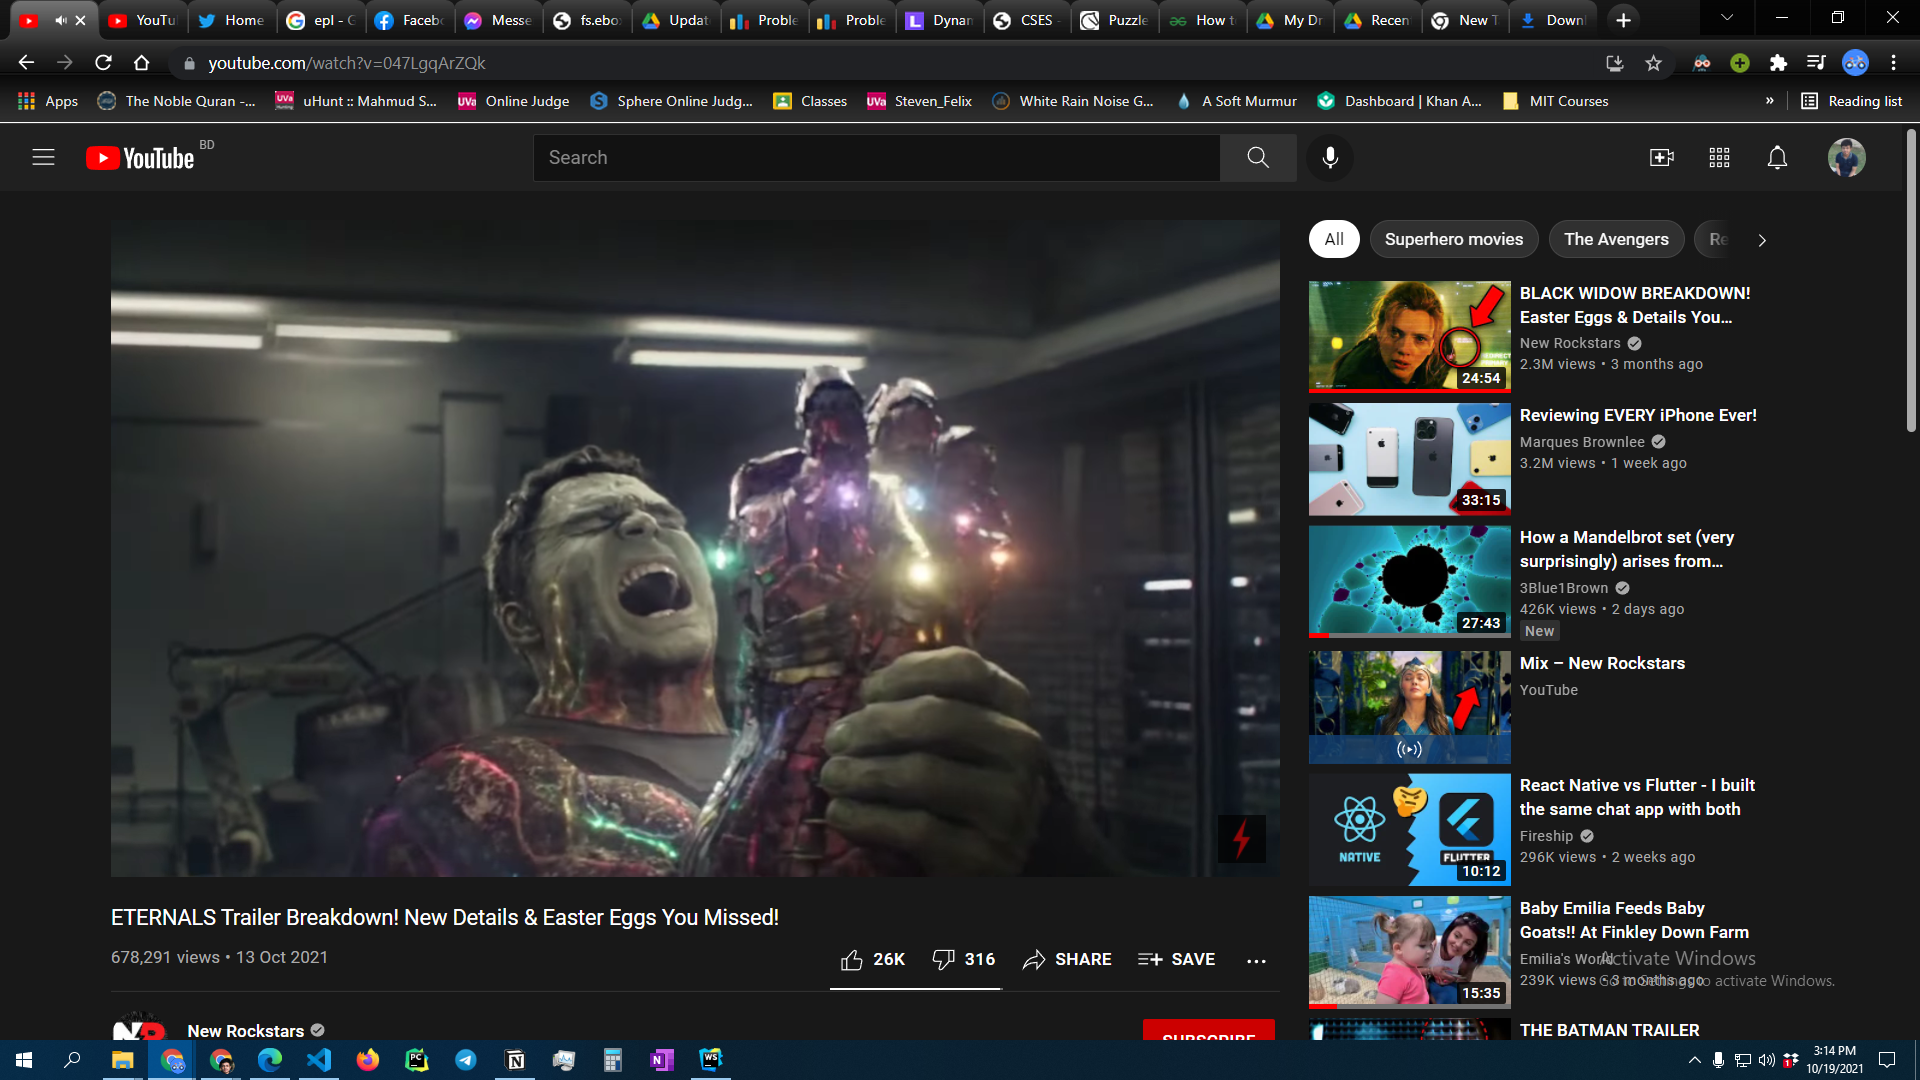 YouTu
Home
epl - G
Faceb
Messe
fs.ebo
Updat
Proble
Proble
Dynan
CSES -
Puzzle
How t
My Dr
Recen
New T
Downl
youtube.com/watch?v=047LgqArZQk
Apps
The Noble Quran -...
uHunt :: Mahmud S...
Online Judge
Sphere Online Judg...
Classes
Steven_Felix
White Rain Noise G...
A Soft Murmur
Dashboard | Khan A...
MIT Courses
»
Reading list
YouTube BD
Search
All
Superhero movies
The Avengers
Re
BLACK WIDOW BREAKDOWN!
Easter Eggs & Details You...
New Rockstars
2.3M views • 3 months ago
24:54
Reviewing EVERY iPhone Ever!
Marques Brownlee
3.2M views • 1 week ago
33:15
How a Mandelbrot set (very
surprisingly) arises from...
3Blue1Brown
426K views • 2 days ago
New
27:43
Mix – New Rockstars
YouTube
React Native vs Flutter - I built
the same chat app with both
Fireship
296K views • 2 weeks ago
NATIVE
FLUTTER
10:12
Baby Emilia Feeds Baby
Goats!! At Finkley Down Farm
Emilia's World
239K views • 3 months ago
15:35
Activate Windows
Go to Settings to activate Windows.
THE BATMAN TRAILER
ETERNALS Trailer Breakdown! New Details & Easter Eggs You Missed!
678,291 views • 13 Oct 2021
26K
316
SHARE
SAVE
New Rockstars
SUBSCRIBE
3:14 PM
10/19/2021